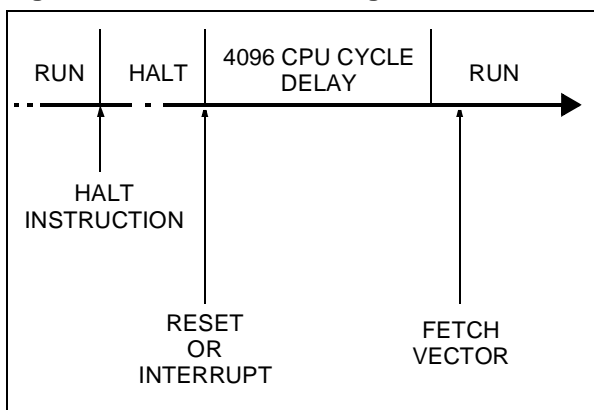 RUN
HALT
4096 CPU CYCLE
DELAY
RUN
HALT
INSTRUCTION
RESET
OR
INTERRUPT
FETCH
VECTOR